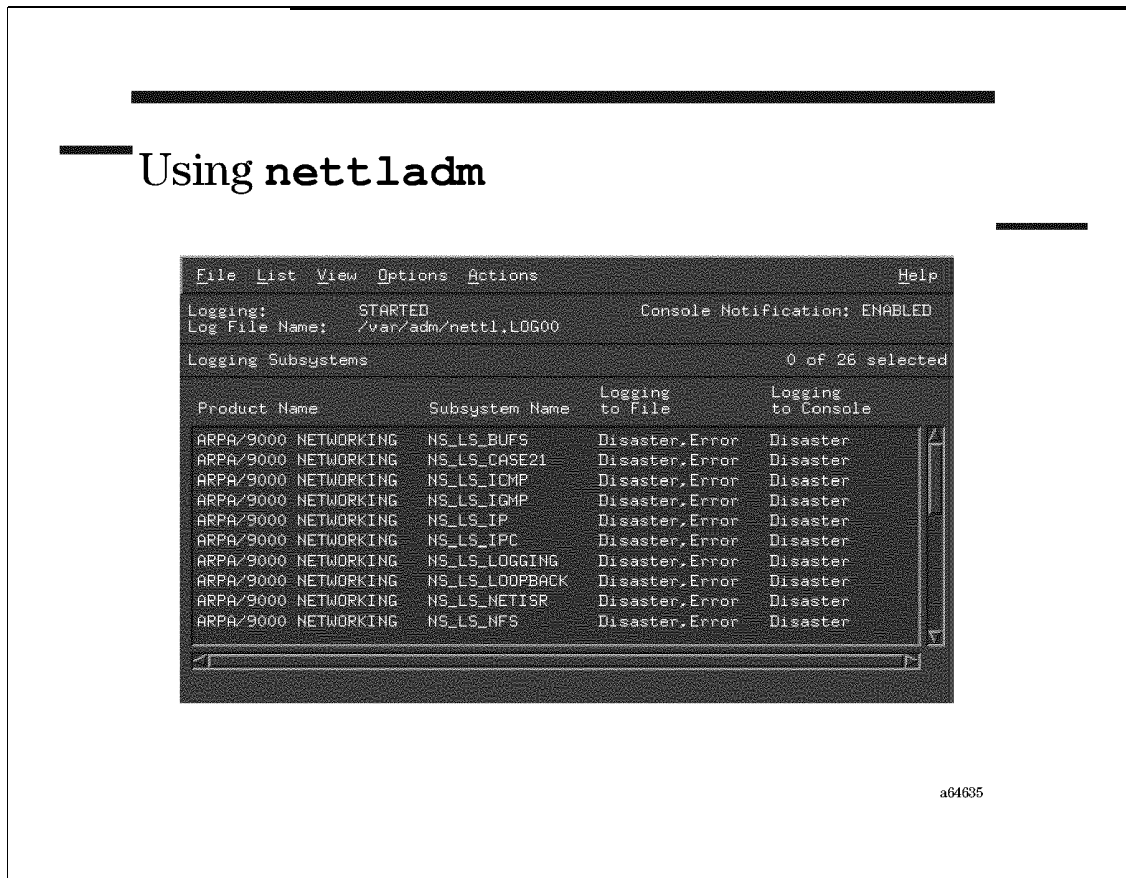 Using nettladm
File List View Options Actions Help
Logging: STARTED Console Notification: ENABLED
Log File Name: /var/adm/nettl.LOG00
Logging Subsystems 0 of 26 selected
Logging Logging
Product Name Subsystem Name to File to Console
ARPA/9000 NETWORKING NS_LS_BUFS Disaster,Error Disaster
ARPA/9000 NETWORKING NS_LS_CASE21 Disaster,Error Disaster
ARPA/9000 NETWORKING NS_LS_ICMP Disaster,Error Disaster
ARPA/9000 NETWORKING NS_LS_IGMP Disaster,Error Disaster
ARPA/9000 NETWORKING NS_LS_IP Disaster,Error Disaster
ARPA/9000 NETWORKING NS_LS_IPC Disaster,Error Disaster
ARPA/9000 NETWORKING NS_LS_LOGGING Disaster,Error Disaster
ARPA/9000 NETWORKING NS_LS_LOOPBACK Disaster,Error Disaster
ARPA/9000 NETWORKING NS_LS_NETISR Disaster,Error Disaster
ARPA/9000 NETWORKING NS_LS_NFS Disaster,Error Disaster
a64635